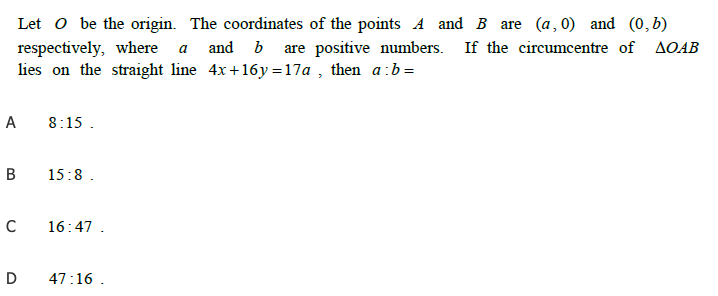 Let O be the origin. The coordinates of the points A and B are (a,0) and (0,b)
respectively, where a and b are positive numbers. If the circumcentre of ΔOAB
lies on the straight line 4x+16y=17a , then a:b=
A 8:15 .
B 15:8 .
C 16:47 .
D 47:16 .